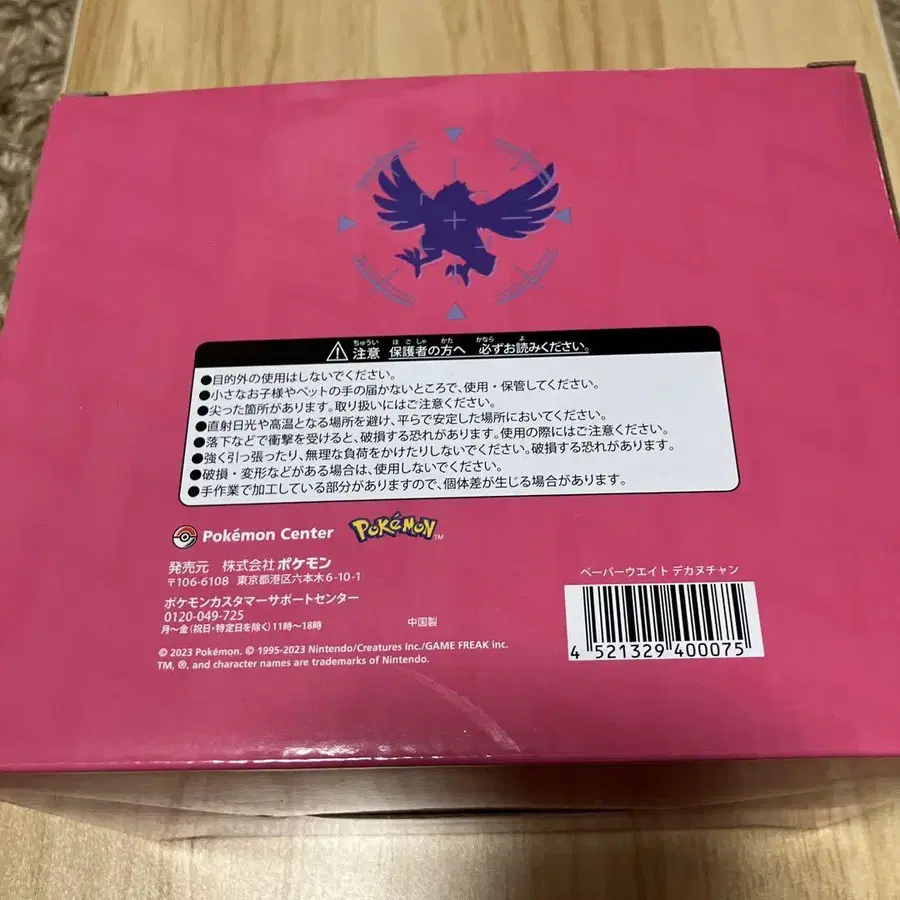 ⚠注意 保護者の方へ 必ずお読みください。
●目的外の使用はしないでください。
●小さなお子様やペットの手の届かないところで、使用・保管してください。
●尖った箇所があります。取り扱いにはご注意ください。
●直射日光や高温となる場所を避け、平らで安定した場所においてください。
●落下などで衝撃を受けると、破損する恐れがあります。使用の際にはご注意ください。
●強く引っ張ったり、無理な負荷をかけたりしないでください。破損する恐れがあります。
●破損・変形などがある場合は、使用しないでください。
●手作業で加工している部分がありますので、個体差が生じる場合があります。
Pokémon Center POKÉMON™
発売元 株式会社ポケモン
〒106-6108 東京都港区六本木6-10-1
ポケモンカスタマーサポートセンター
0120-049-725
月〜金(祝日・特定日を除く)11時〜18時
中国製
© 2023 Pokémon. © 1995-2023 Nintendo/Creatures Inc./GAME FREAK inc.
TM, ®, and character names are trademarks of Nintendo.
ペーパーウエイト デカヌチャン
4 521329 400075